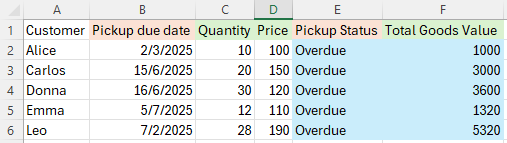 A B C D E F
1 Customer Pickup due date Quantity Price Pickup Status Total Goods Value
2 Alice 2/3/2025 10 100 Overdue 1000
3 Carlos 15/6/2025 20 150 Overdue 3000
4 Donna 16/6/2025 30 120 Overdue 3600
5 Emma 5/7/2025 12 110 Overdue 1320
6 Leo 7/2/2025 28 190 Overdue 5320